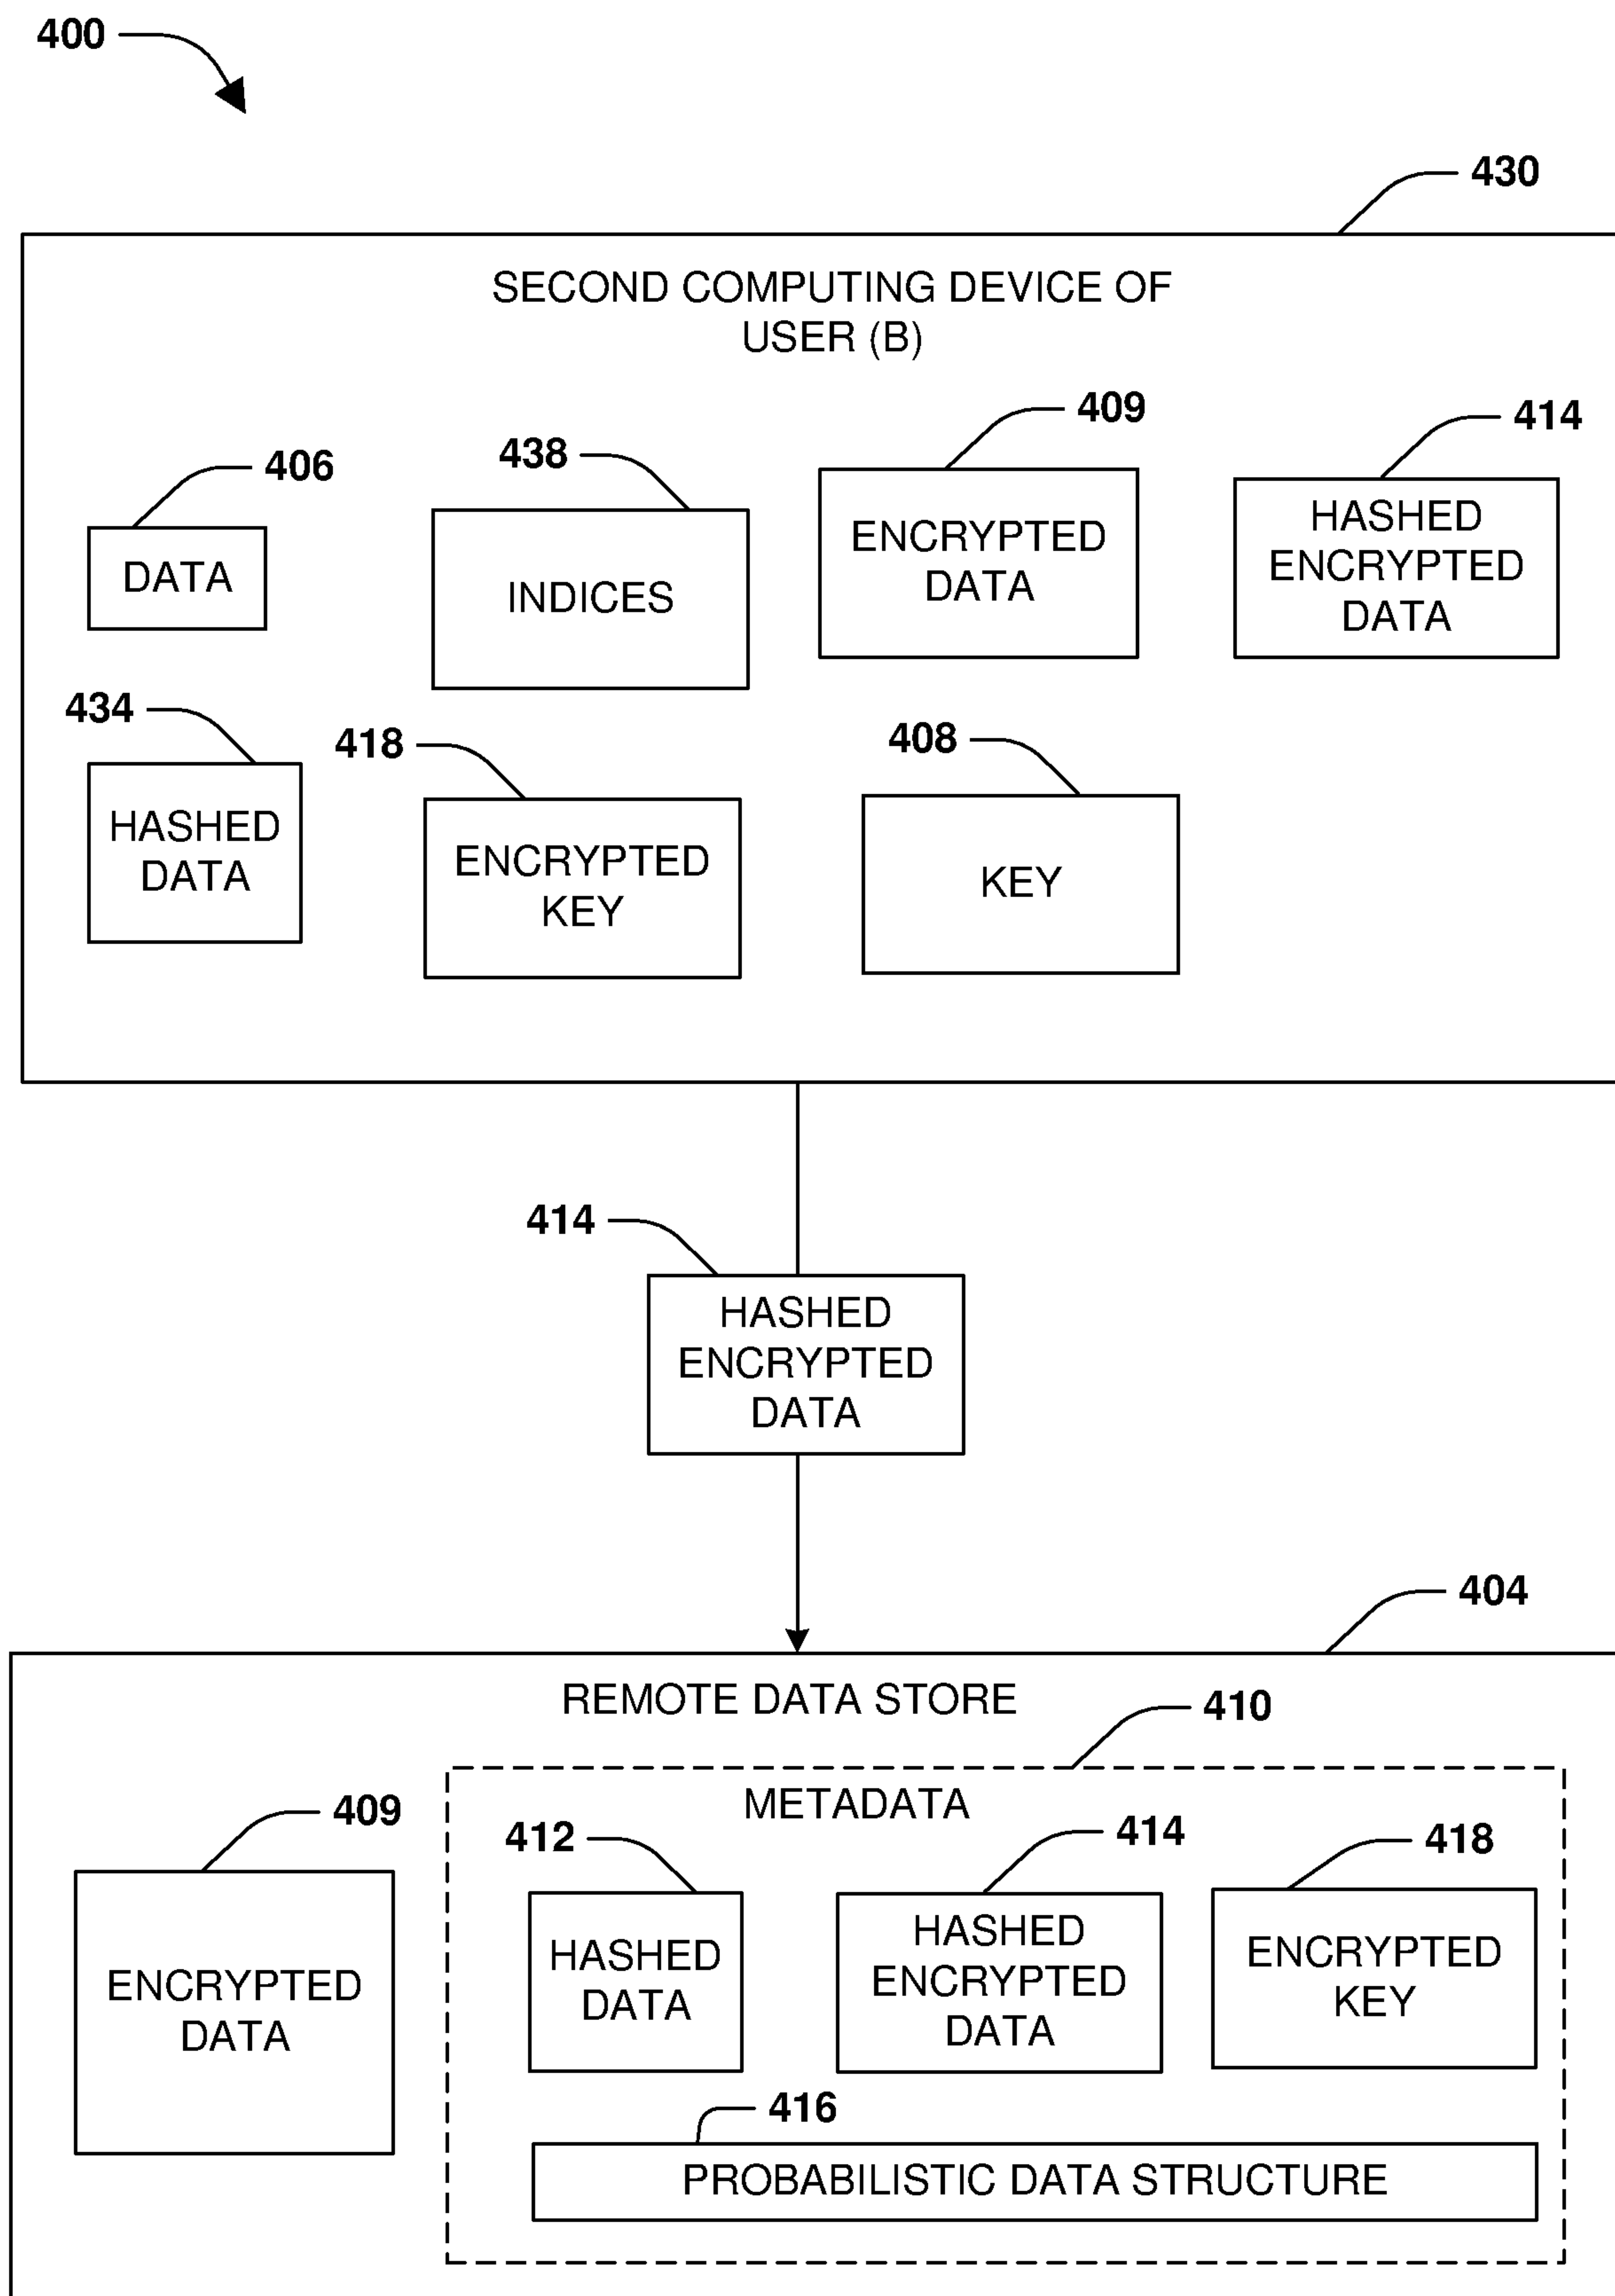 400
430
SECOND COMPUTING DEVICE OF
USER (B)
406
438
409
414
DATA
INDICES
ENCRYPTED
DATA
HASHED
ENCRYPTED
DATA
434
418
408
HASHED
DATA
ENCRYPTED
KEY
KEY
414
HASHED
ENCRYPTED
DATA
404
REMOTE DATA STORE
410
METADATA
409
412
414
418
ENCRYPTED
DATA
HASHED
DATA
HASHED
ENCRYPTED
DATA
ENCRYPTED
KEY
416
PROBABILISTIC DATA STRUCTURE